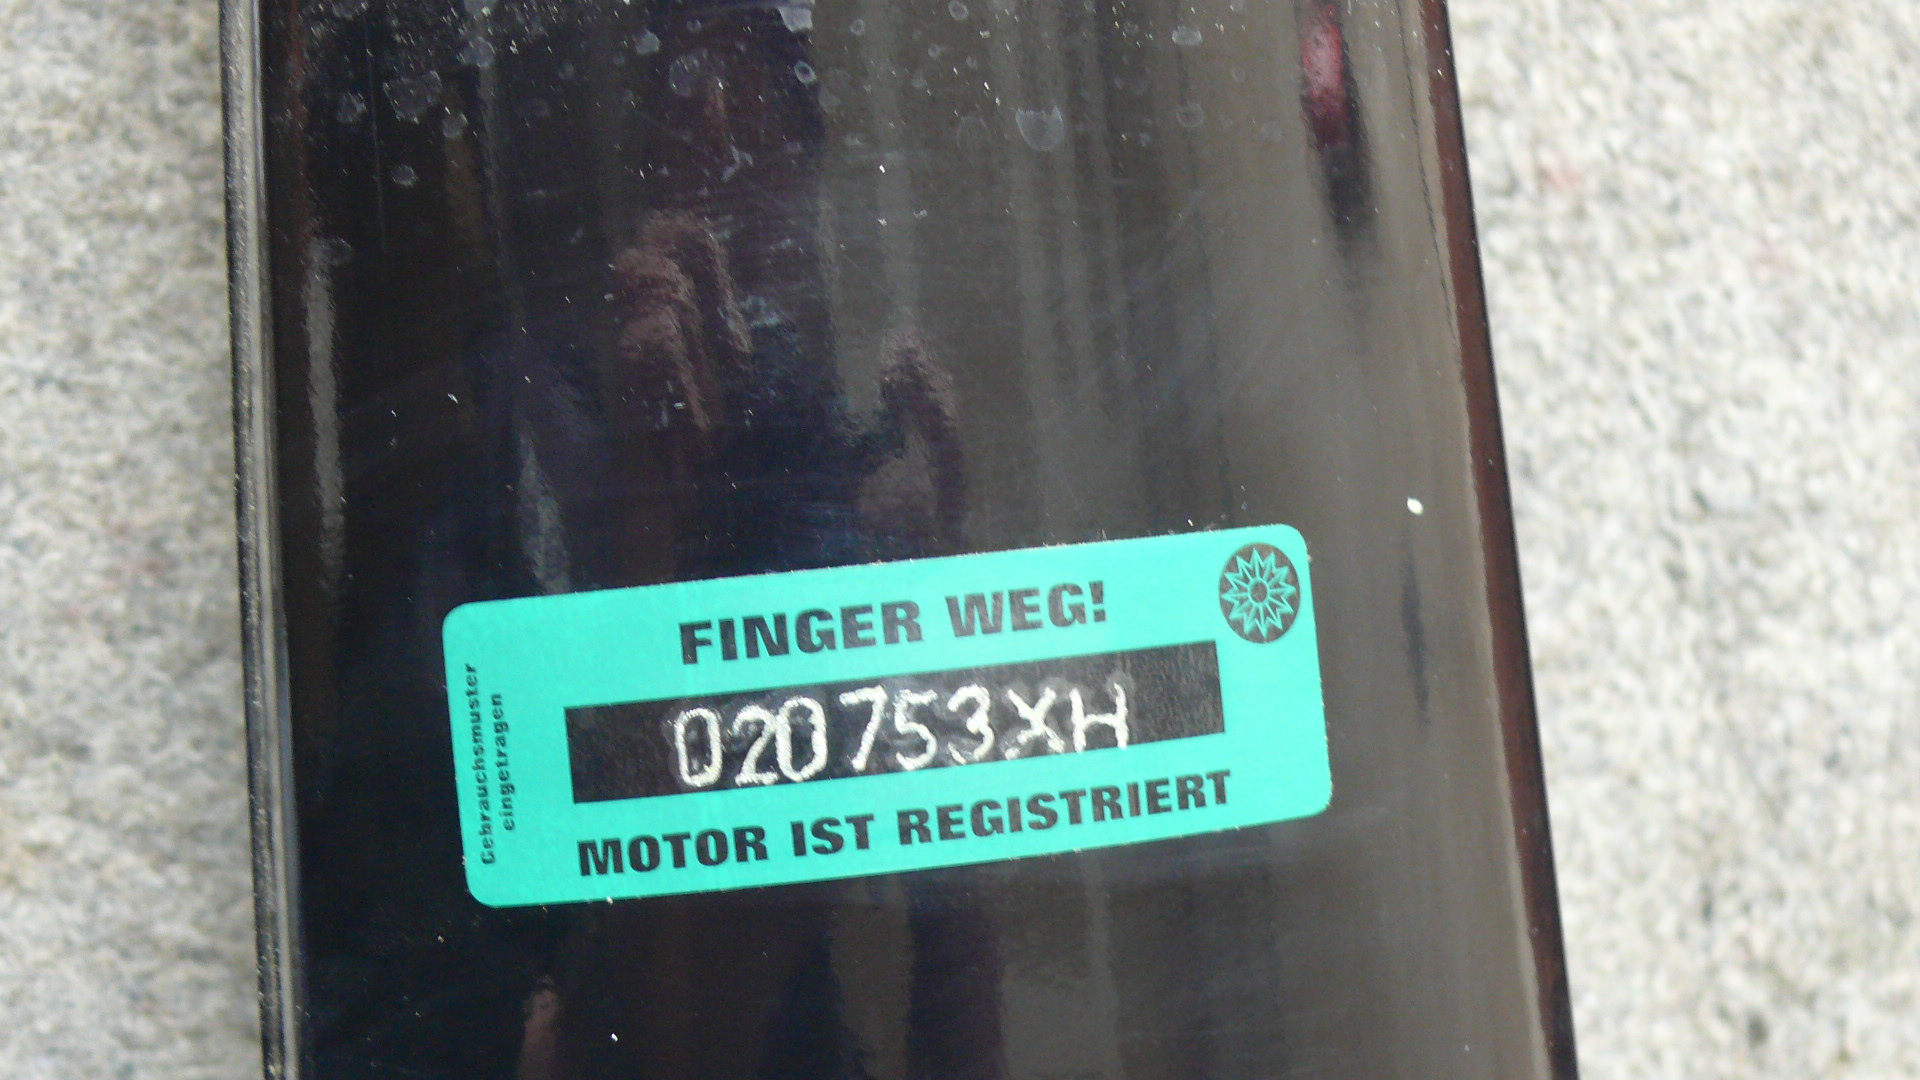 FINGER WEG!
020753XH
MOTOR IST REGISTRIERT
Gebrauchsmuster
eingetragen